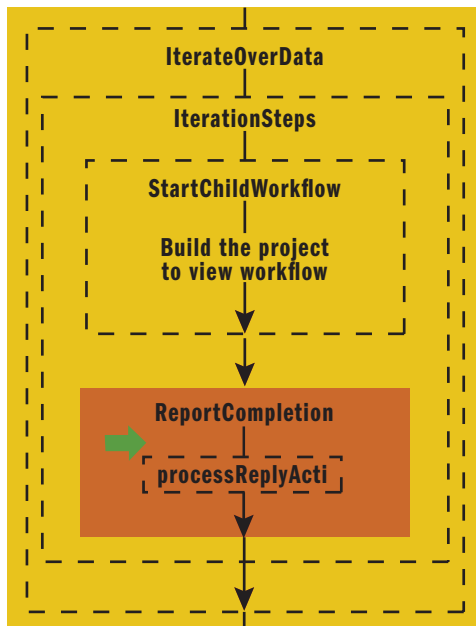 IterateOverData
IterationSteps
StartChildWorkflow
Build the project
to view workflow
ReportCompletion
processReplyActi